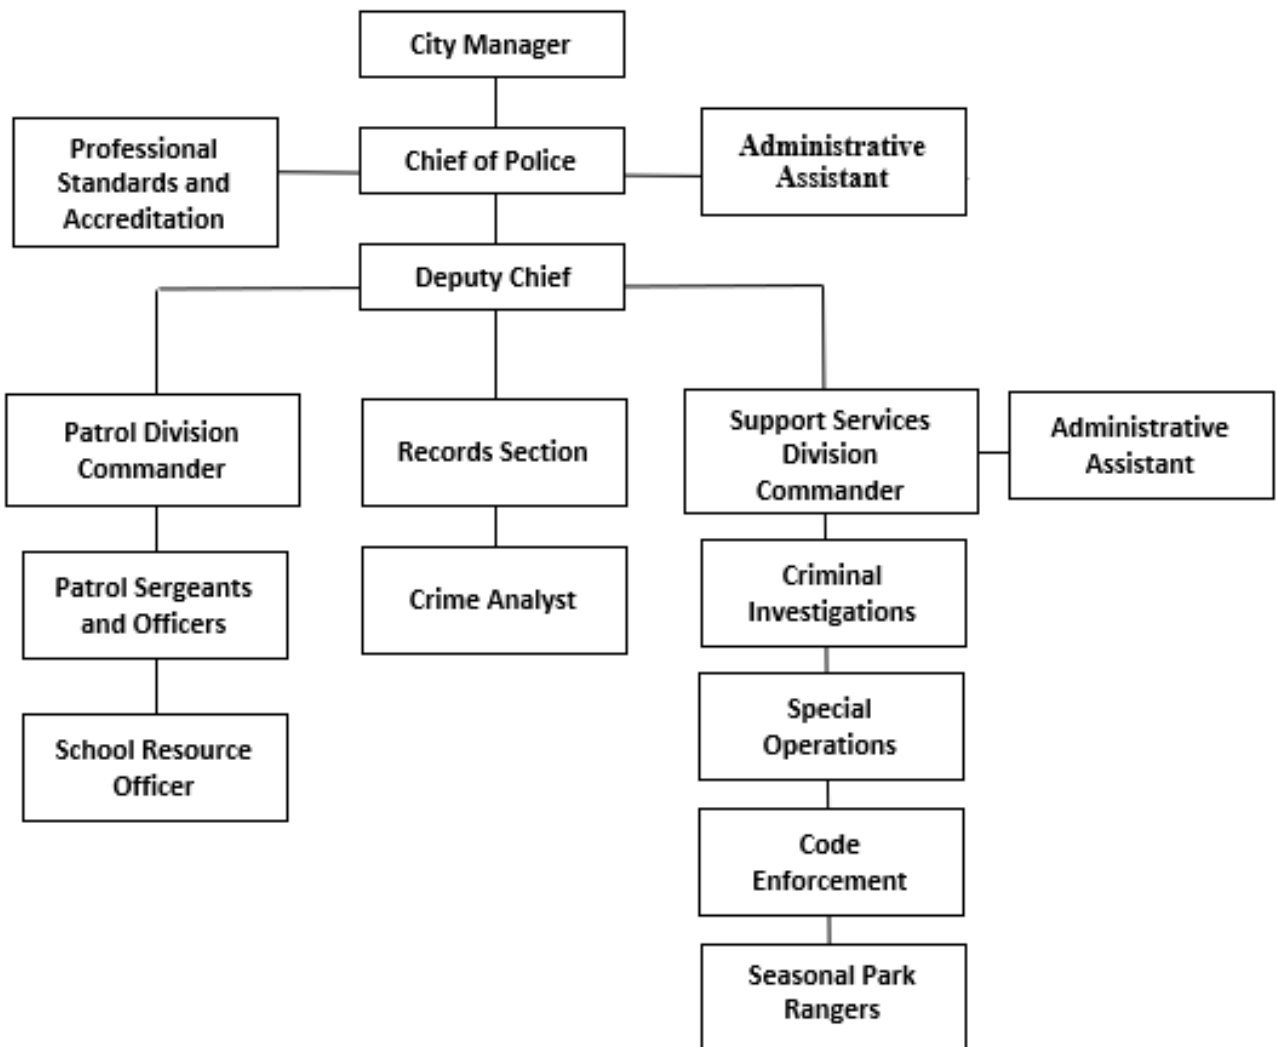 City Manager
Professional
Standards and
Accreditation
Chief of Police
Administrative
Assistant
Deputy Chief
Patrol Division
Commander
Records Section
Support Services
Division
Commander
Administrative
Assistant
Patrol Sergeants
and Officers
Crime Analyst
Criminal
Investigations
School Resource
Officer
Special
Operations
Code
Enforcement
Seasonal Park
Rangers